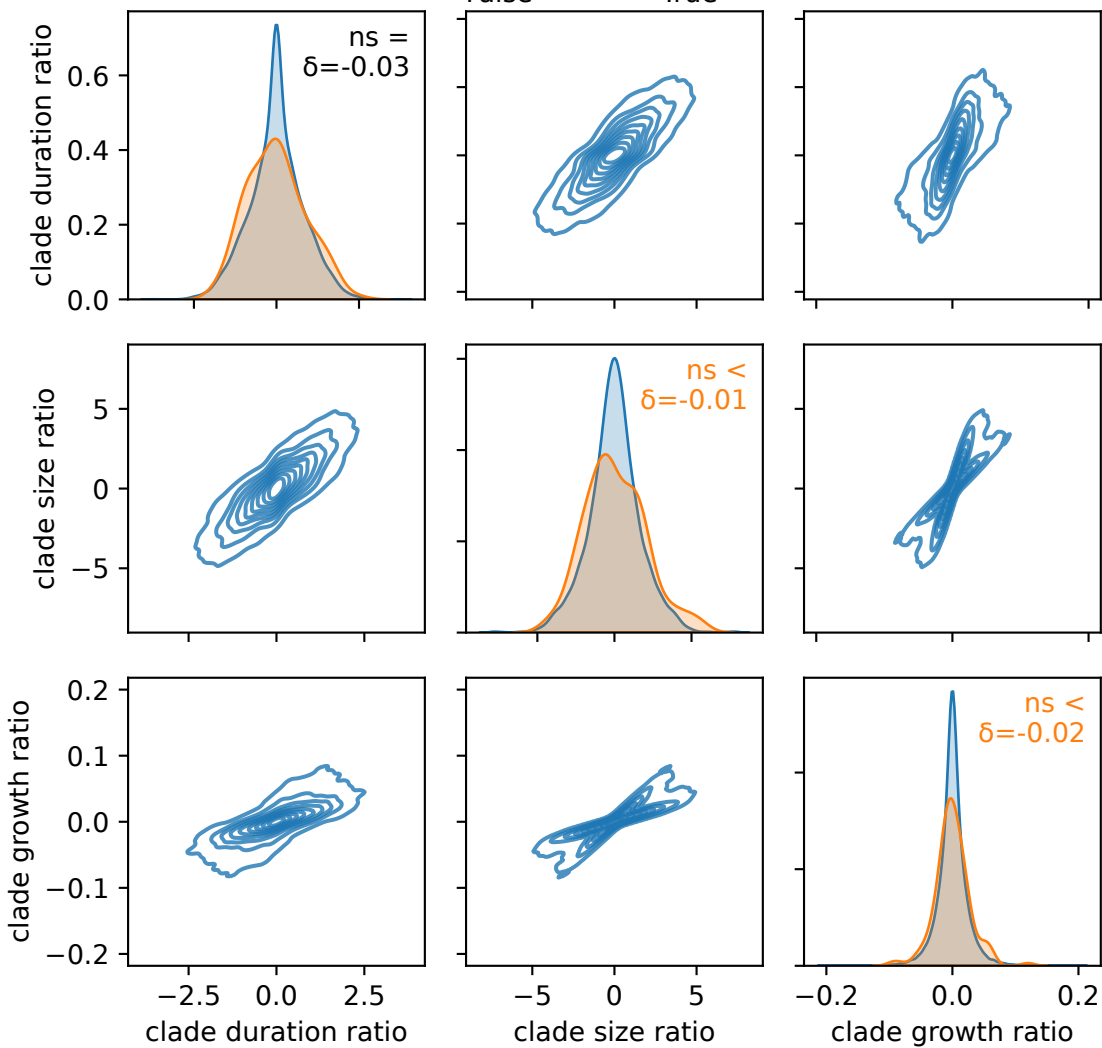 clade duration ratio
0.6
0.4
0.2
0.0
ns =
δ=-0.03
clade size ratio
5
0
−5
ns <
δ=-0.01
clade growth ratio
0.2
0.1
0.0
−0.1
−0.2
ns <
δ=-0.02
−2.5 0.0 2.5
−5 0 5
−0.2 0.0 0.2
clade duration ratio
clade size ratio
clade growth ratio